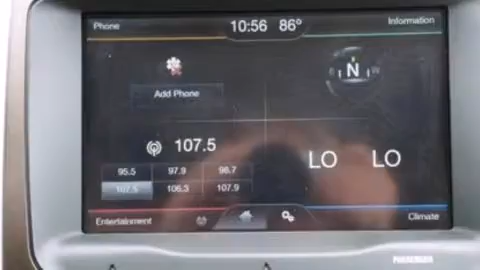 Phone 10:56 86° Information
E N W
Add Phone
107.5
95.5 97.9 98.7
107.5 106.3 107.9
LO LO
Entertainment Climate
PASSENGER